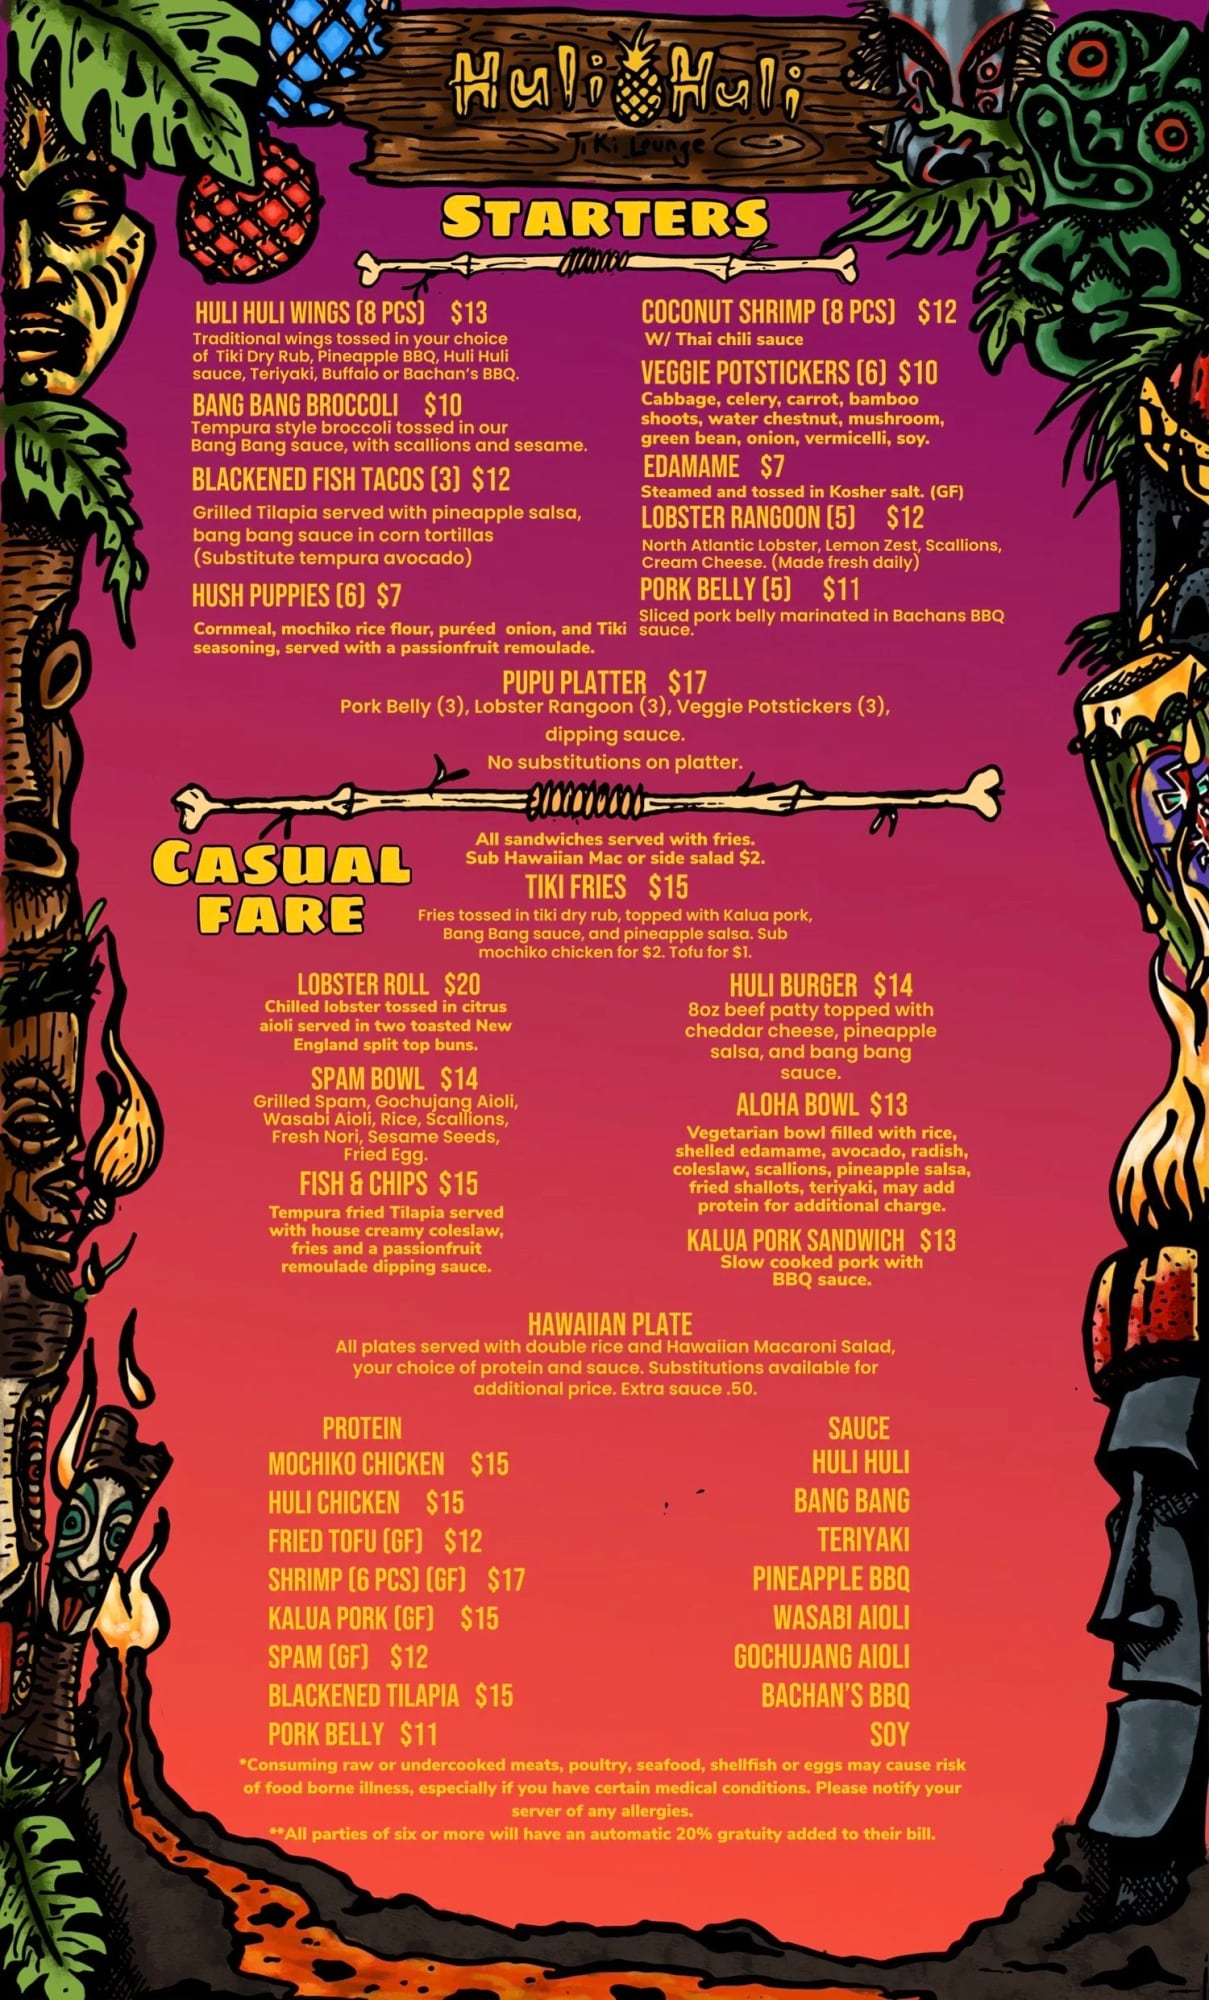 Huli Huli
Tiki Lounge
STARTERS
HULI HULI WINGS (8 PCS) $13
Traditional wings tossed in your choice
of Tiki Dry Rub, Pineapple BBQ, Huli Huli
sauce, Teriyaki, Buffalo or Bachan's BBQ.
BANG BANG BROCCOLI $10
Tempura style broccoli tossed in our
Bang Bang sauce, with scallions and sesame.
BLACKENED FISH TACOS (3) $12
Grilled Tilapia served with pineapple salsa,
bang bang sauce in corn tortillas
(Substitute tempura avocado)
HUSH PUPPIES (6) $7
Cornmeal, mochiko rice flour, puréed onion, and Tiki
seasoning, served with a passionfruit remoulade.
COCONUT SHRIMP (8 PCS) $12
W/ Thai chili sauce
VEGGIE POTSTICKERS (6) $10
Cabbage, celery, carrot, bamboo
shoots, water chestnut, mushroom,
green bean, onion, vermicelli, soy.
EDAMAME $7
Steamed and tossed in Kosher salt. (GF)
LOBSTER RANGOON (5) $12
North Atlantic Lobster, Lemon Zest, Scallions,
Cream Cheese. (Made fresh daily)
PORK BELLY (5) $11
Sliced pork belly marinated in Bachans BBQ
sauce.
PUPU PLATTER $17
Pork Belly (3), Lobster Rangoon (3), Veggie Potstickers (3),
dipping sauce.
No substitutions on platter.
CASUAL
FARE
All sandwiches served with fries.
Sub Hawaiian Mac or side salad $2.
TIKI FRIES $15
Fries tossed in tiki dry rub, topped with Kalua pork,
Bang Bang sauce, and pineapple salsa. Sub
mochiko chicken for $2. Tofu for $1.
LOBSTER ROLL $20
Chilled lobster tossed in citrus
aioli served in two toasted New
England split top buns.
SPAM BOWL $14
Grilled Spam, Gochujang Aioli,
Wasabi Aioli, Rice, Scallions,
Fresh Nori, Sesame Seeds,
Fried Egg.
FISH & CHIPS $15
Tempura fried Tilapia served
with house creamy coleslaw,
fries and a passionfruit
remoulade dipping sauce.
HULI BURGER $14
8oz beef patty topped with
cheddar cheese, pineapple
salsa, and bang bang
sauce.
ALOHA BOWL $13
Vegetarian bowl filled with rice,
shelled edamame, avocado, radish,
coleslaw, scallions, pineapple salsa,
fried shallots, teriyaki, may add
protein for additional charge.
KALUA PORK SANDWICH $13
Slow cooked pork with
BBQ sauce.
HAWAIIAN PLATE
All plates served with double rice and Hawaiian Macaroni Salad,
your choice of protein and sauce. Substitutions available for
additional price. Extra sauce .50.
PROTEIN
MOCHIKO CHICKEN $15
HULI CHICKEN $15
FRIED TOFU (GF) $12
SHRIMP (6 PCS) (GF) $17
KALUA PORK (GF) $15
SPAM (GF) $12
BLACKENED TILAPIA $15
PORK BELLY $11
SAUCE
HULI HULI
BANG BANG
TERIYAKI
PINEAPPLE BBQ
WASABI AIOLI
GOCHUJANG AIOLI
BACHAN'S BBQ
SOY
*Consuming raw or undercooked meats, poultry, seafood, shellfish or eggs may cause risk
of food borne illness, especially if you have certain medical conditions. Please notify your
server of any allergies.
**All parties of six or more will have an automatic 20% gratuity added to their bill.